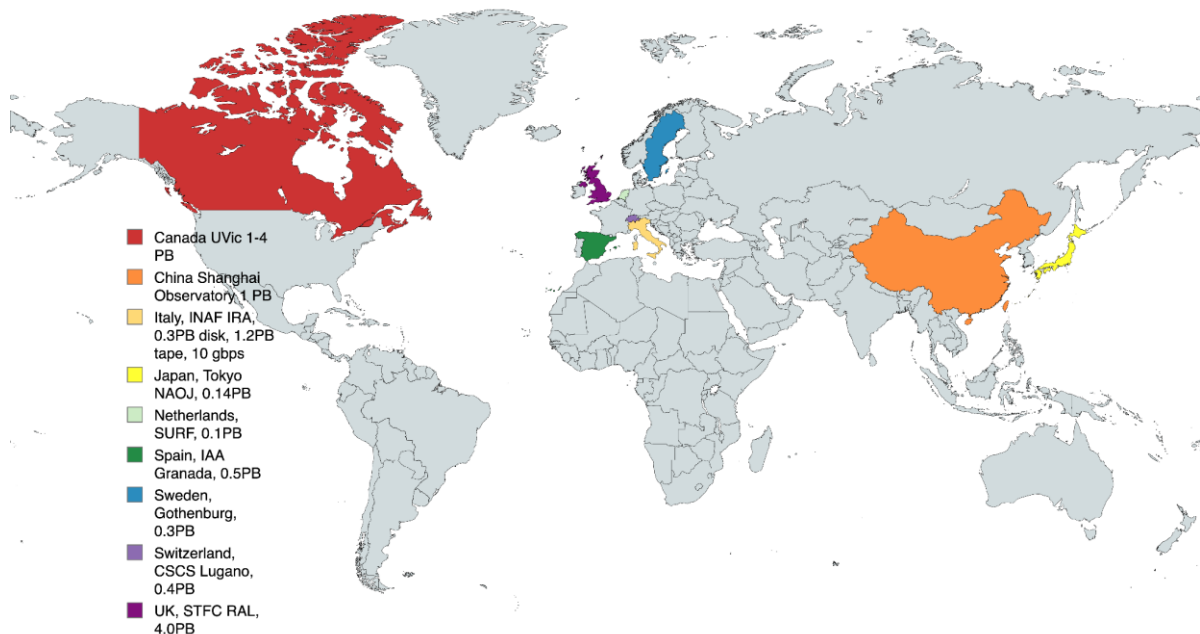 Canada UVic 1-4
PB
China Shanghai
Observatory 1 PB
Italy, INAF IRA,
0.3PB disk, 1.2PB
tape, 10 gbps
Japan, Tokyo
NAOJ, 0.14PB
Netherlands,
SURF, 0.1PB
Spain, IAA
Granada, 0.5PB
Sweden,
Gothenburg,
0.3PB
Switzerland,
CSCS Lugano,
0.4PB
UK, STFC RAL,
4.0PB